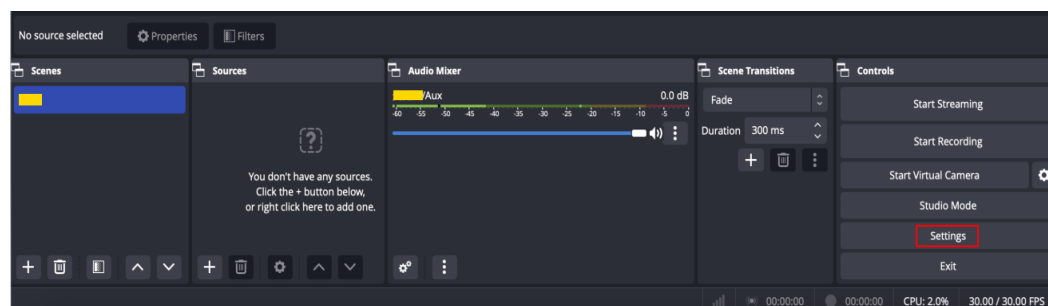 No source selected
Properties
Filters
Scenes
Sources
You don't have any sources.
Click the + button below,
or right click here to add one.
Audio Mixer
/Aux
0.0 dB
-60 -55 -50 -45 -40 -35 -30 -25 -20 -15 -10 -5 0
Scene Transitions
Fade
Duration 300 ms
Controls
Start Streaming
Start Recording
Start Virtual Camera
Studio Mode
Settings
Exit
00:00:00
00:00:00
CPU: 2.0%
30.00 / 30.00 FPS